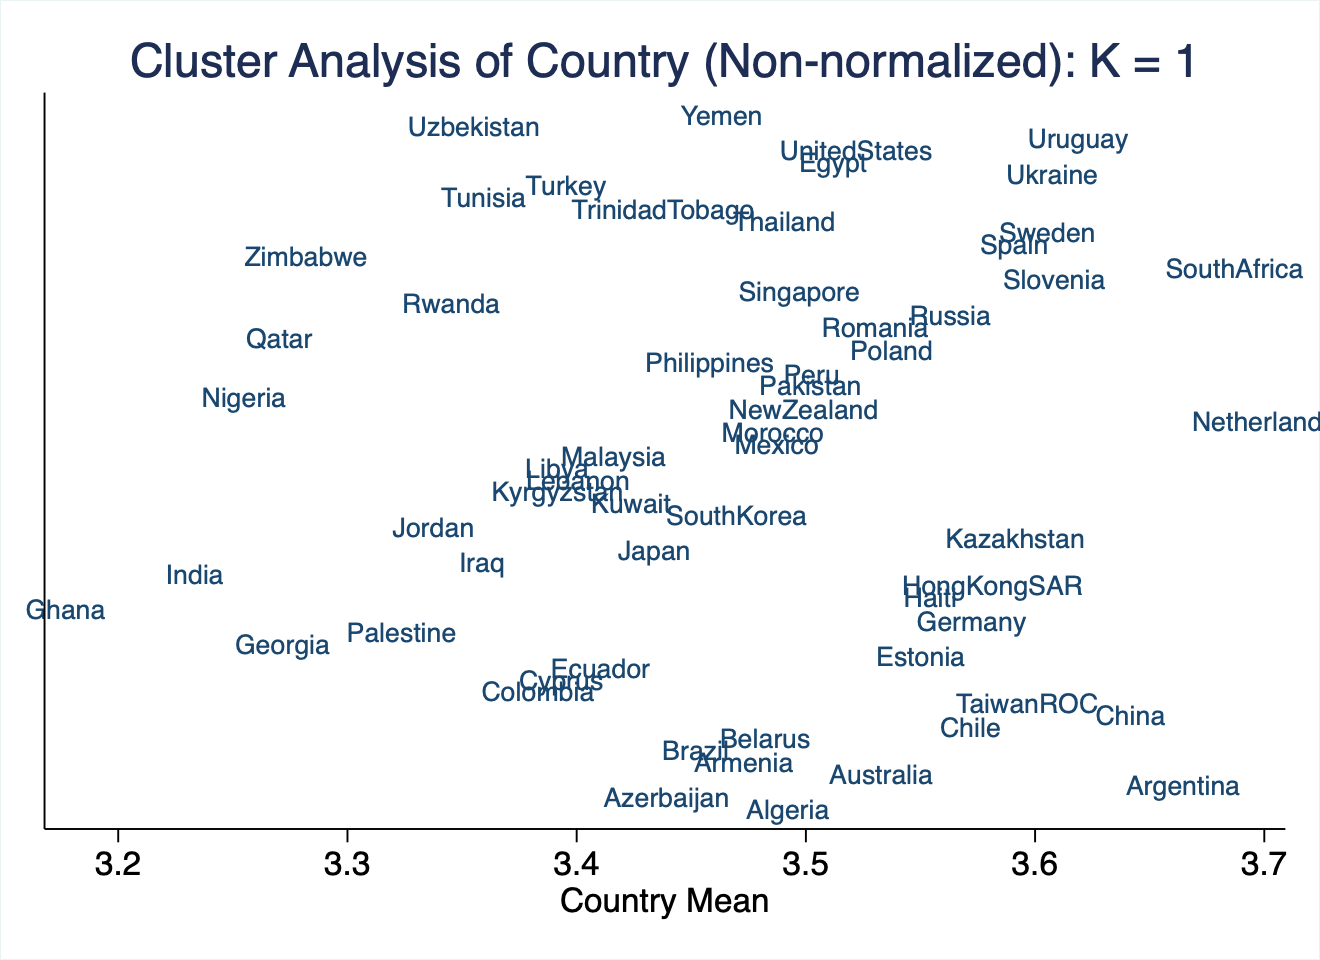 Cluster Analysis of Country (Non-normalized): K = 1
Yemen
Uzbekistan
Uruguay
UnitedStates
Egypt
Ukraine
Turkey
Tunisia
TrinidadTobago
Thailand
Sweden
Spain
Zimbabwe
SouthAfrica
Slovenia
Singapore
Rwanda
Russia
Romania
Qatar
Poland
Philippines
Peru
Pakistan
Nigeria
NewZealand
Netherland
Morocco
Mexico
Malaysia
Libya
Lebanon
Kyrgyzstan
Kuwait
SouthKorea
Jordan
Kazakhstan
Japan
Iraq
India
HongKongSAR
Haiti
Ghana
Germany
Palestine
Georgia
Estonia
Ecuador
Cyprus
Colombia
TaiwanROC
China
Chile
Belarus
Brazil
Armenia
Australia
Argentina
Azerbaijan
Algeria
3.2 3.3 3.4 3.5 3.6 3.7
Country Mean